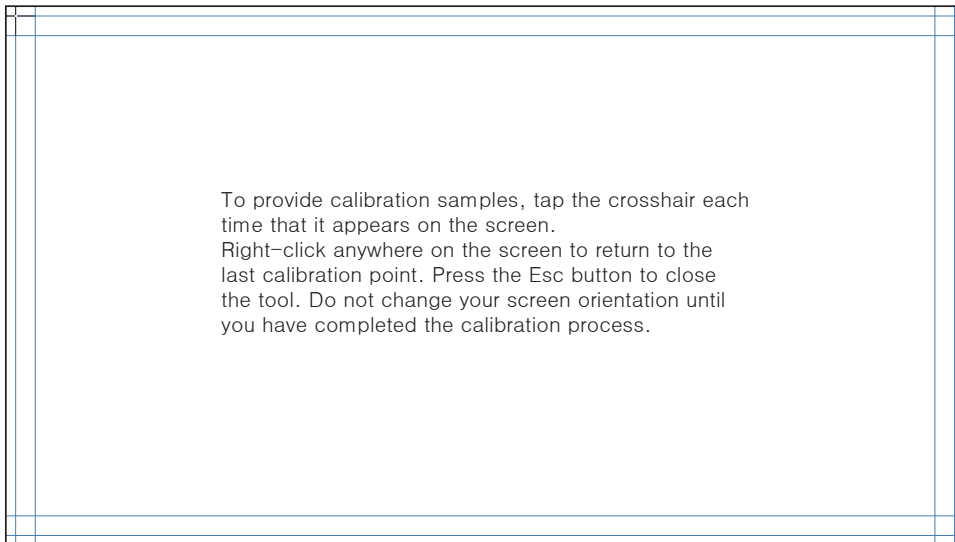 To provide calibration samples, tap the crosshair each
time that it appears on the screen.
Right-click anywhere on the screen to return to the
last calibration point. Press the Esc button to close
the tool. Do not change your screen orientation until
you have completed the calibration process.